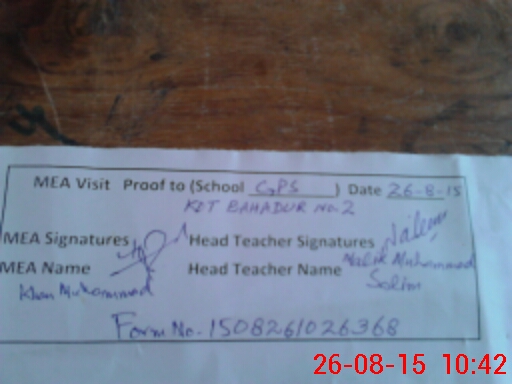 MEA Visit Proof to (School GPS ) Date 26-8-15
KOT BAHADUR No.2
MEA Signatures Head Teacher Signatures
MEA Name Head Teacher Name Malik Muhammad
Khan Muhammad Salim
Form No. 1508261026368
26-08-15 10:42